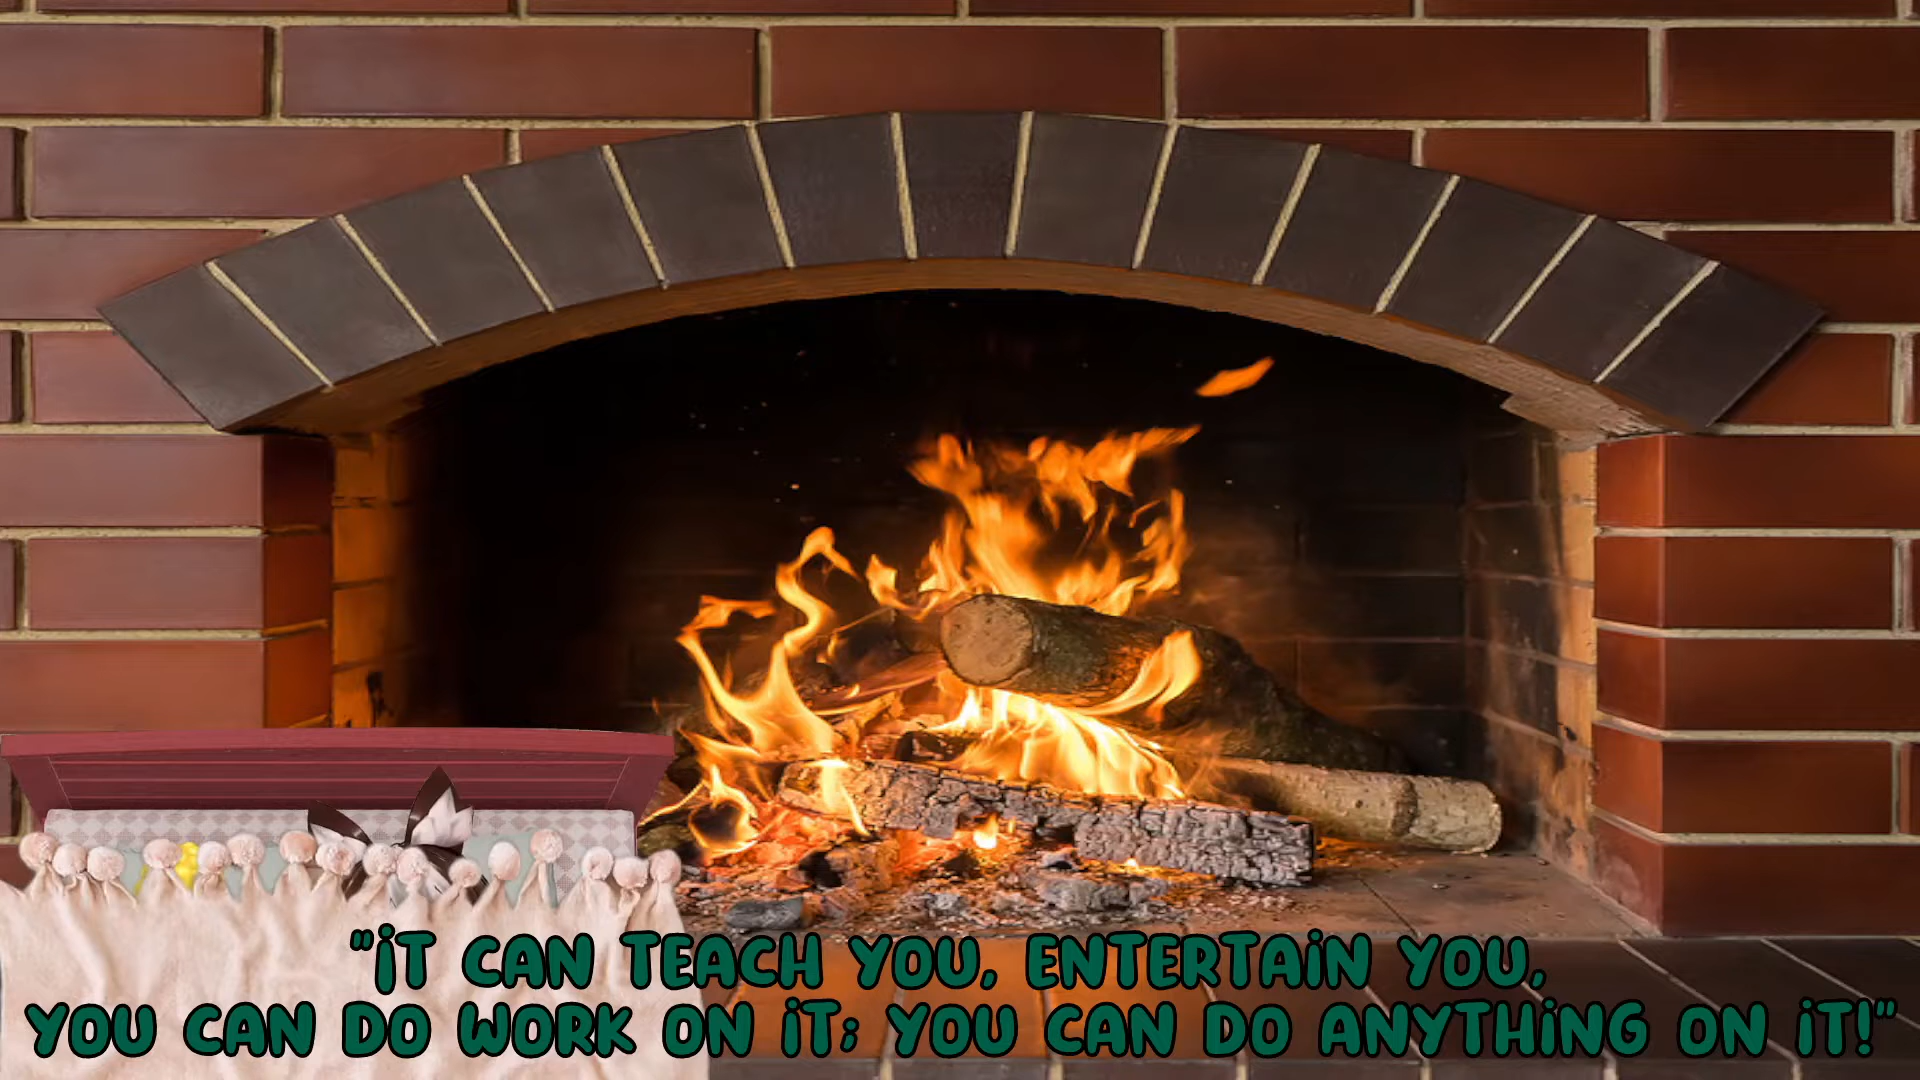 "iT CAN TEACH YOU, ENTERTAiN YOU,
YOU CAN DO WORK ON iT; YOU CAN DO ANYTHiNG ON iT!"